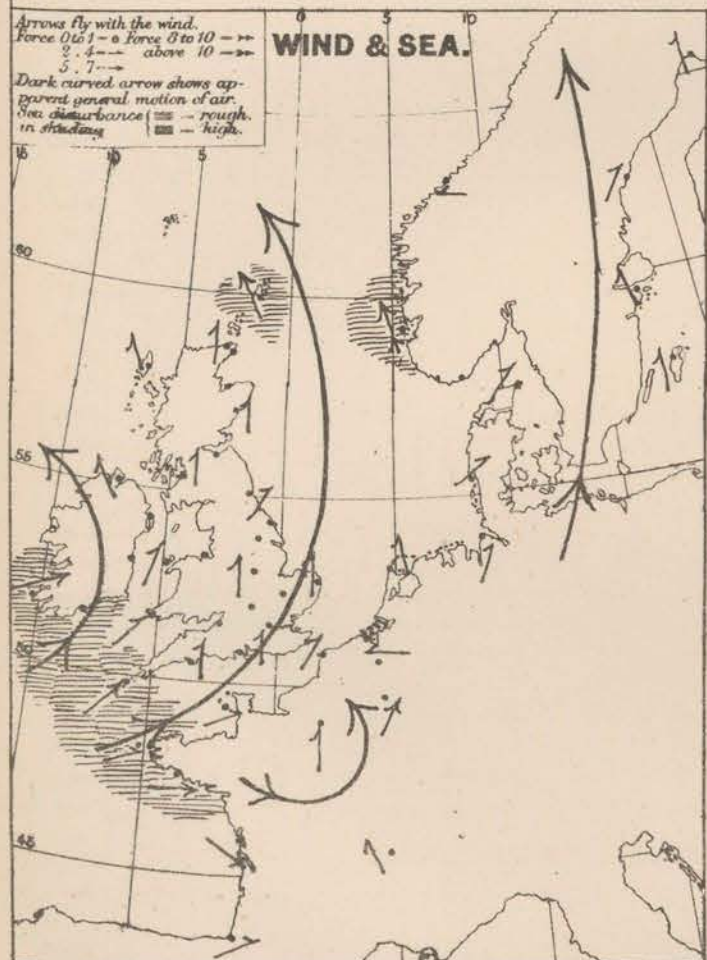 Arrows fly with the wind.
Force 0 to 1 – Force 8 to 10 –
2 . 4 – above 10 –
5 . 7 –
Dark curved arrow shows ap-
parent general motion of air.
Sea disturbance – rough.
in shading – high.
WIND & SEA.
0 5 10
15 10 5
60
55
50
45